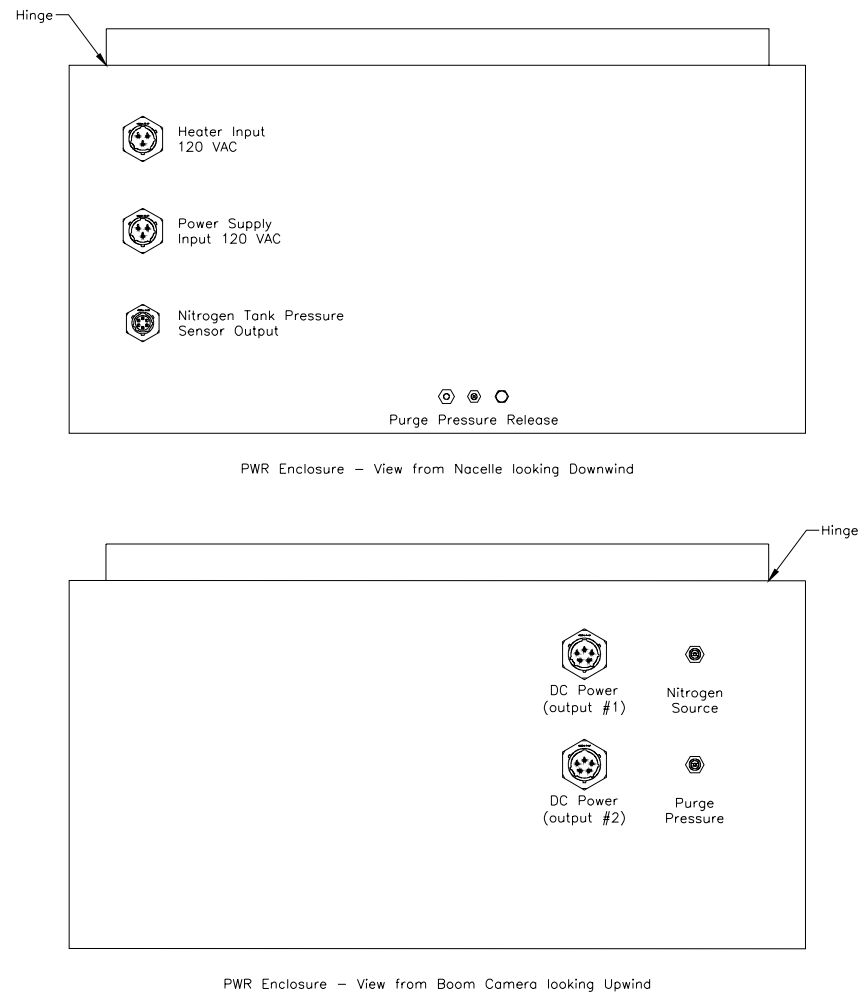 Hinge
Heater Input
120 VAC
Power Supply
Input 120 VAC
Nitrogen Tank Pressure
Sensor Output
Purge Pressure Release
PWR Enclosure – View from Nacelle looking Downwind
Hinge
DC Power
(output #1)
Nitrogen
Source
DC Power
(output #2)
Purge
Pressure
PWR Enclosure – View from Boom Camera looking Upwind